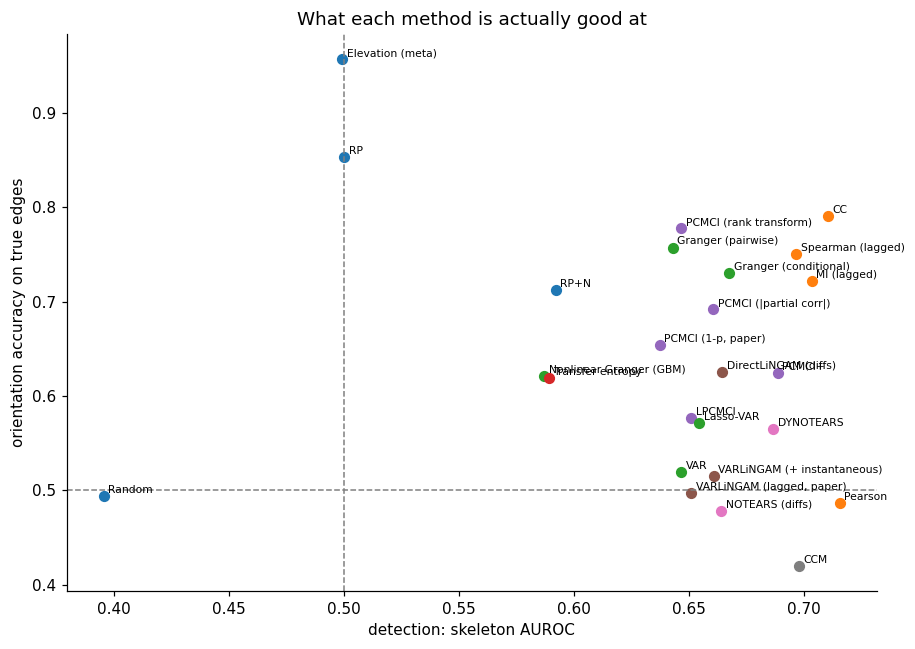 What each method is actually good at
Elevation (meta)
0.9
RP
0.8
CC
PCMCI (rank transform)
Granger (pairwise)
Spearman (lagged)
Granger (conditional)
MI (lagged)
RP+N
0.7
PCMCI (|partial corr|)
PCMCI (1-p, paper)
Nonlinear Granger (GBM)
Transfer entropy
DirectLiNGAM (diffs)
PCMCI+
0.6
LPCMCI
Lasso-VAR
DYNOTEARS
VAR
VARLiNGAM (+ instantaneous)
Random
0.5
VARLiNGAM (lagged, paper)
Pearson
NOTEARS (diffs)
CCM
0.4
orientation accuracy on true edges
0.40 0.45 0.50 0.55 0.60 0.65 0.70
detection: skeleton AUROC